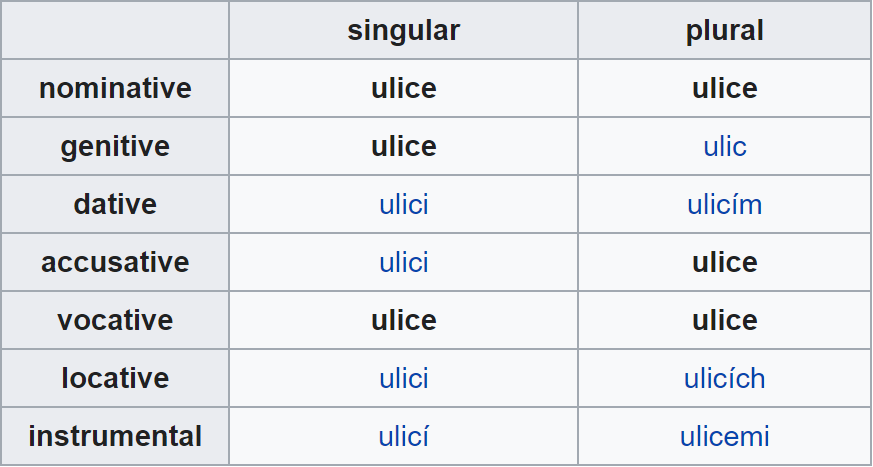 singular plural
nominative ulice ulice
genitive ulice ulic
dative ulici ulicím
accusative ulici ulice
vocative ulice ulice
locative ulici ulicích
instrumental ulicí ulicemi